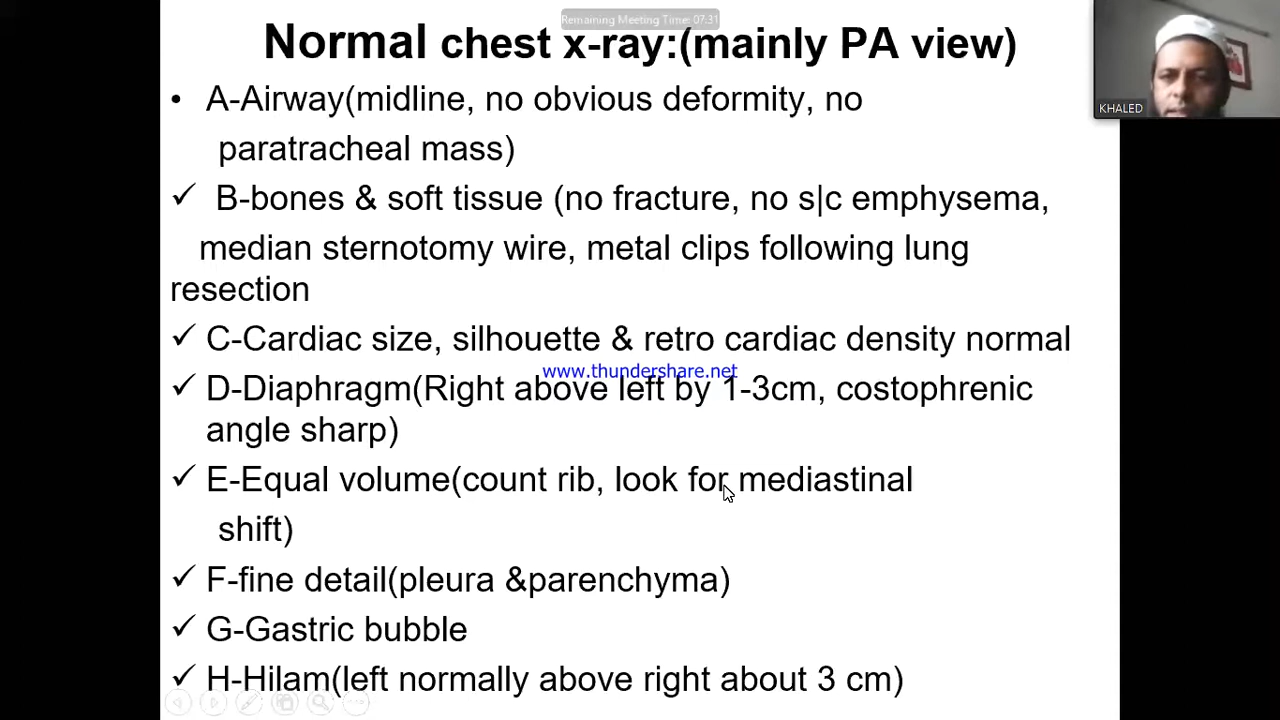 Remaining Meeting Time: 07:31
Normal chest x-ray:(mainly PA view)
KHALED
• A-Airway(midline, no obvious deformity, no
paratracheal mass)
✓ B-bones & soft tissue (no fracture, no s|c emphysema,
median sternotomy wire, metal clips following lung
resection
✓ C-Cardiac size, silhouette & retro cardiac density normal
www.thundershare.net
✓ D-Diaphragm(Right above left by 1-3cm, costophrenic
angle sharp)
✓ E-Equal volume(count rib, look for mediastinal
shift)
✓ F-fine detail(pleura &parenchyma)
✓ G-Gastric bubble
✓ H-Hilam(left normally above right about 3 cm)